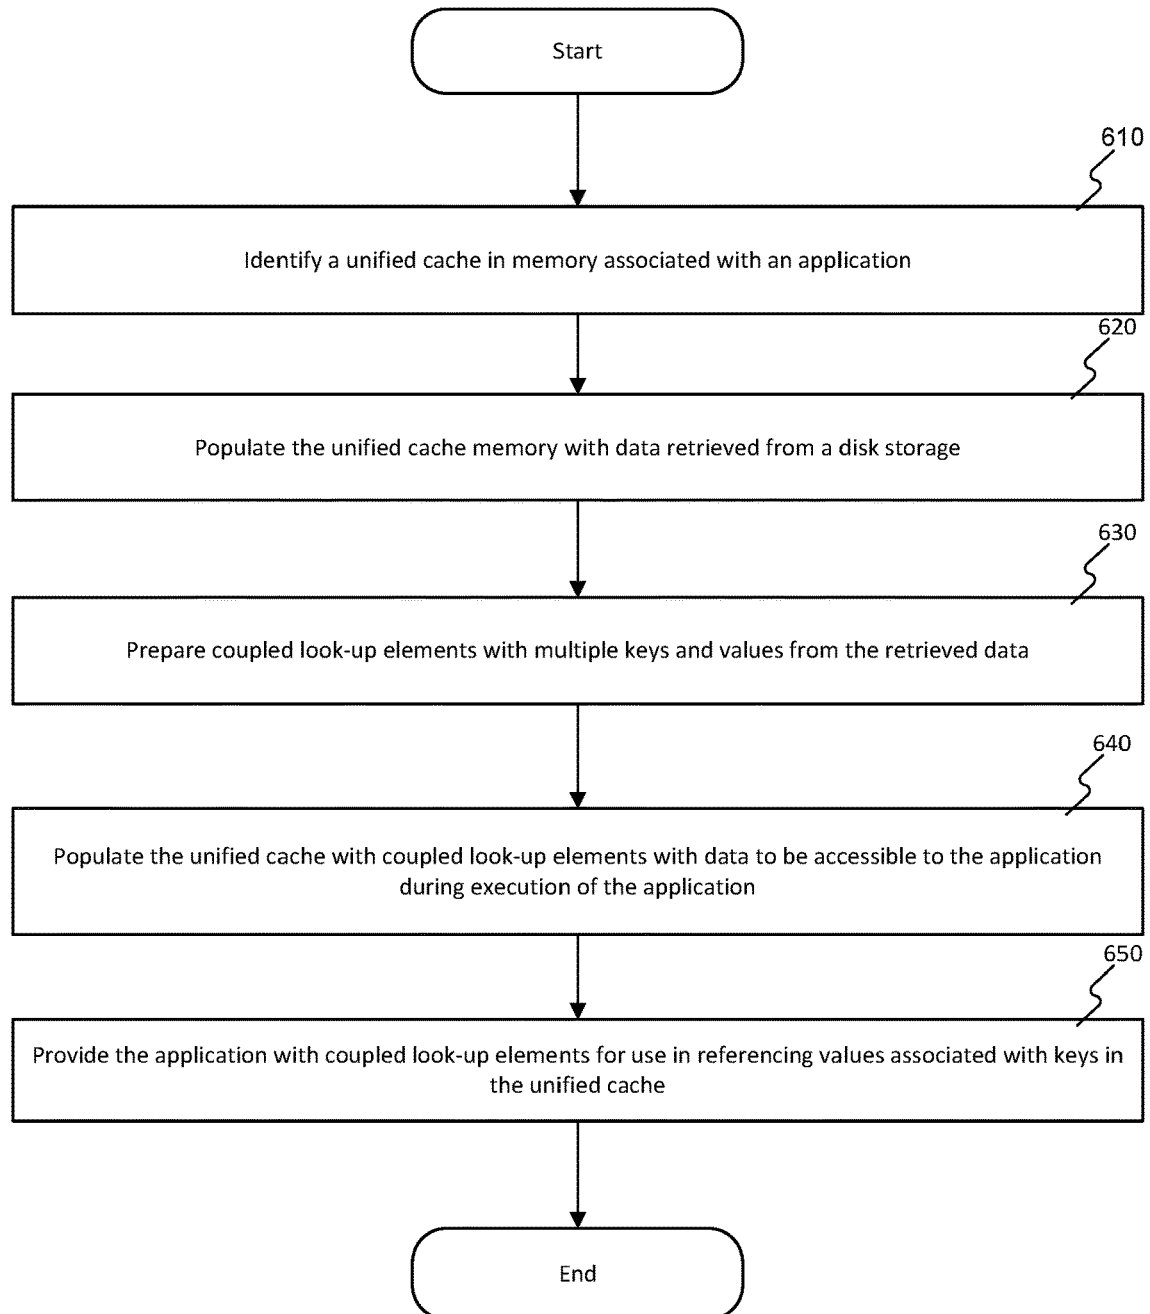 Start
610
Identify a unified cache in memory associated with an application
620
Populate the unified cache memory with data retrieved from a disk storage
630
Prepare coupled look-up elements with multiple keys and values from the retrieved data
640
Populate the unified cache with coupled look-up elements with data to be accessible to the application
during execution of the application
650
Provide the application with coupled look-up elements for use in referencing values associated with keys in
the unified cache
End